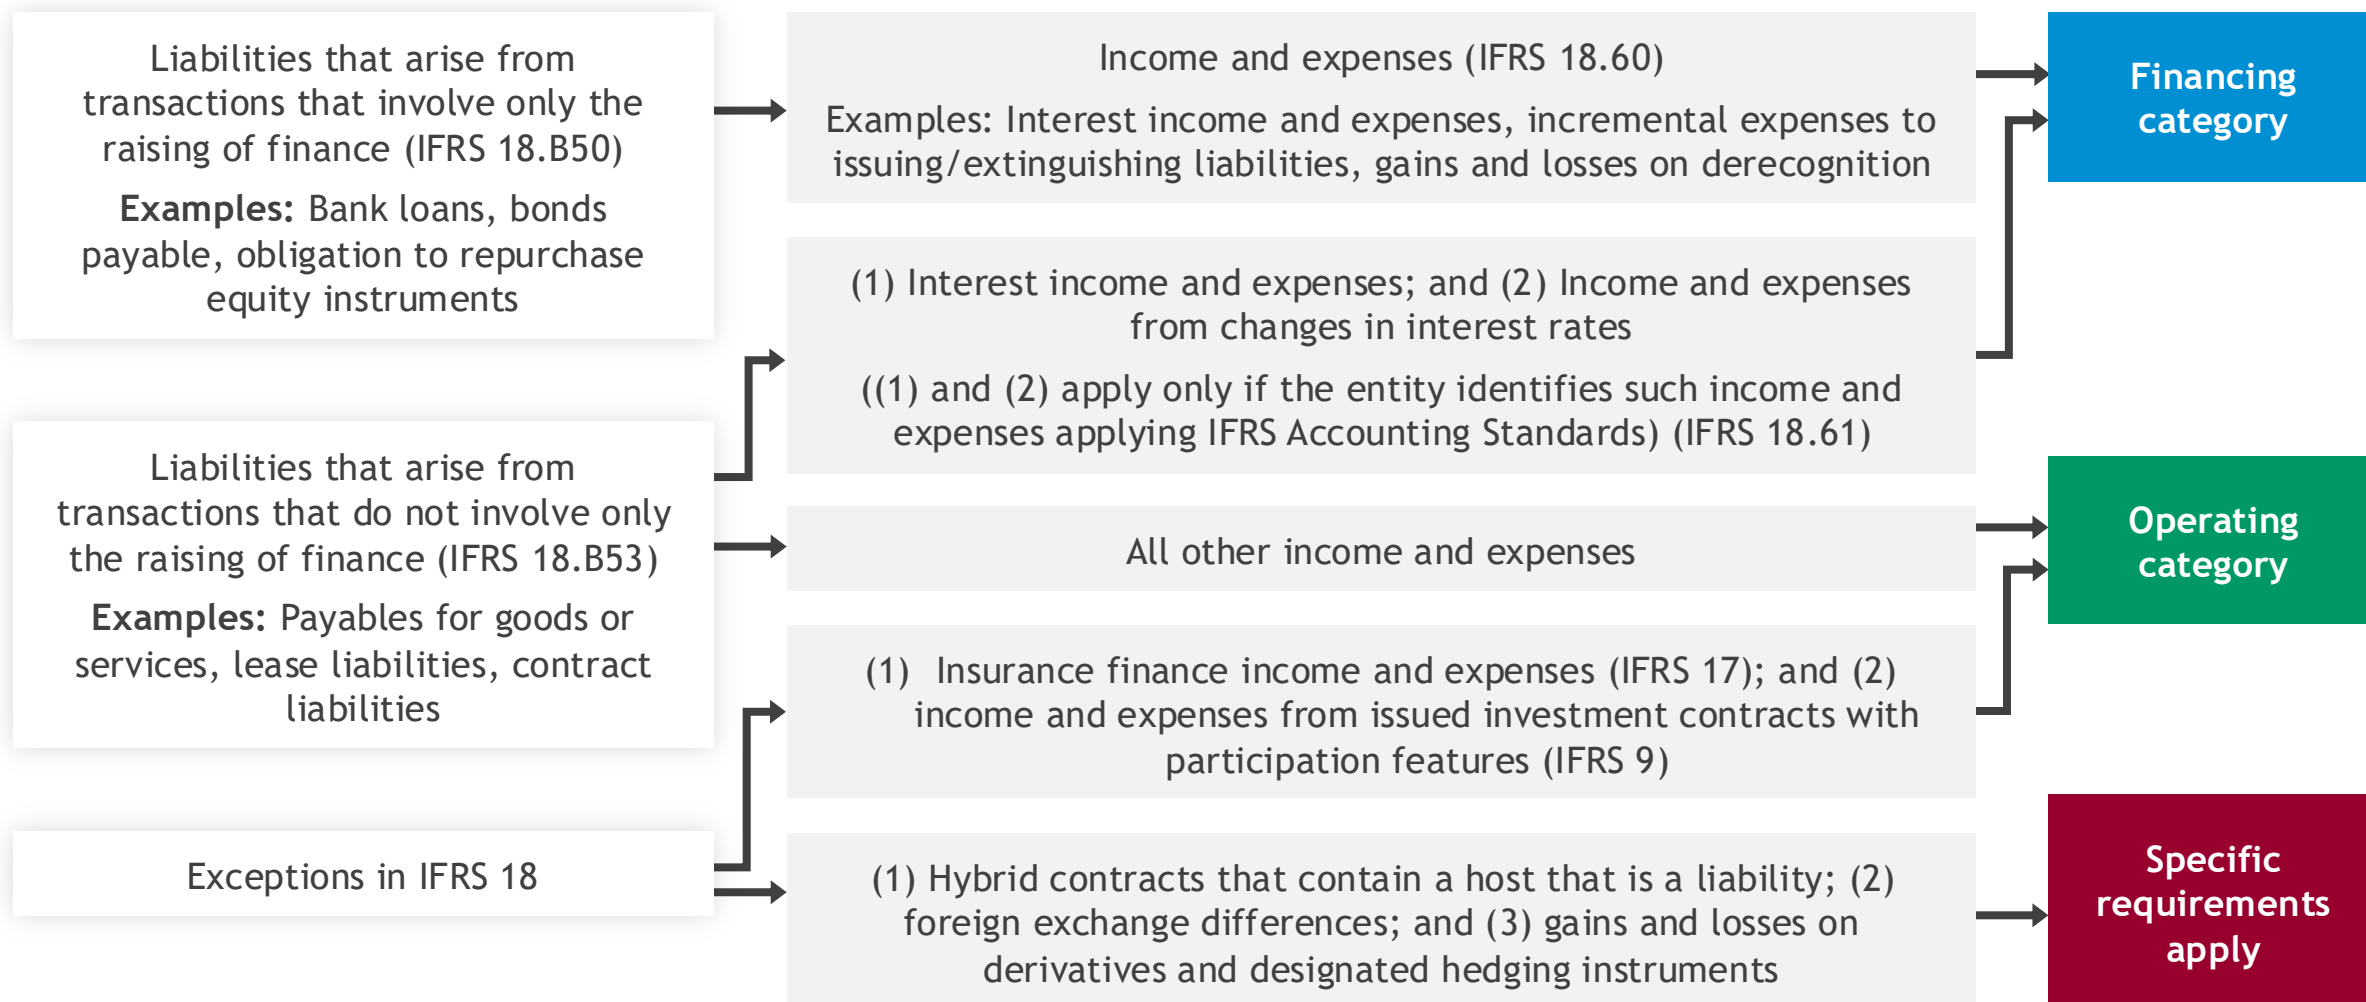 Liabilities that arise from
transactions that involve only the
raising of finance (IFRS 18.B50)
Examples: Bank loans, bonds
payable, obligation to repurchase
equity instruments
Income and expenses (IFRS 18.60)
Examples: Interest income and expenses, incremental expenses to
issuing/extinguishing liabilities, gains and losses on derecognition
Financing
category
(1) Interest income and expenses; and (2) Income and expenses
from changes in interest rates
((1) and (2) apply only if the entity identifies such income and
expenses applying IFRS Accounting Standards) (IFRS 18.61)
Liabilities that arise from
transactions that do not involve only
the raising of finance (IFRS 18.B53)
Examples: Payables for goods or
services, lease liabilities, contract
liabilities
All other income and expenses
Operating
category
(1) Insurance finance income and expenses (IFRS 17); and (2)
income and expenses from issued investment contracts with
participation features (IFRS 9)
Exceptions in IFRS 18
(1) Hybrid contracts that contain a host that is a liability; (2)
foreign exchange differences; and (3) gains and losses on
derivatives and designated hedging instruments
Specific
requirements
apply